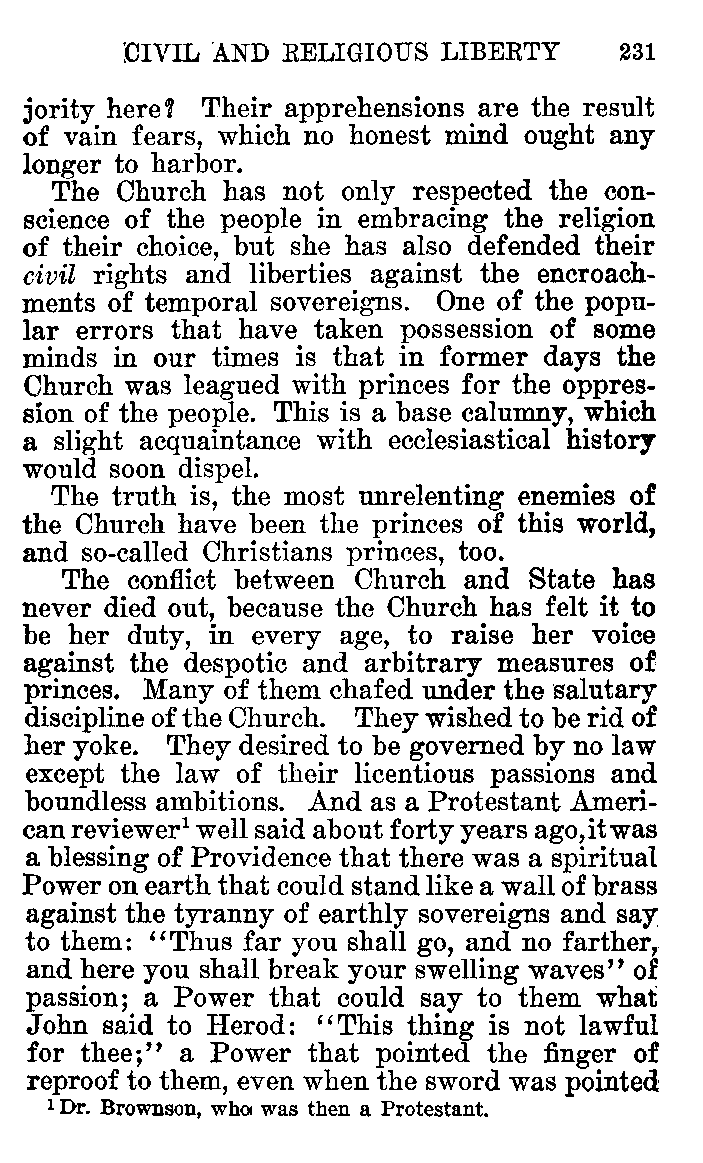 CIVIL AND RELIGIOUS LIBERTY 231
jority here? Their apprehensions are the result
of vain fears, which no honest mind ought any
longer to harbor.
The Church has not only respected the con-
science of the people in embracing the religion
of their choice, but she has also defended their
civil rights and liberties against the encroach-
ments of temporal sovereigns. One of the popu-
lar errors that have taken possession of some
minds in our times is that in former days the
Church was leagued with princes for the oppres-
sion of the people. This is a base calumny, which
a slight acquaintance with ecclesiastical history
would soon dispel.
The truth is, the most unrelenting enemies of
the Church have been the princes of this world,
and so-called Christians princes, too.
The conflict between Church and State has
never died out, because the Church has felt it to
be her duty, in every age, to raise her voice
against the despotic and arbitrary measures of
princes. Many of them chafed under the salutary
discipline of the Church. They wished to be rid of
her yoke. They desired to be governed by no law
except the law of their licentious passions and
boundless ambitions. And as a Protestant Ameri-
can reviewer¹ well said about forty years ago, it was
a blessing of Providence that there was a spiritual
Power on earth that could stand like a wall of brass
against the tyranny of earthly sovereigns and say
to them: "Thus far you shall go, and no farther,
and here you shall break your swelling waves" of
passion; a Power that could say to them what
John said to Herod: "This thing is not lawful
for thee;" a Power that pointed the finger of
reproof to them, even when the sword was pointed
¹ Dr. Brownson, who was then a Protestant.